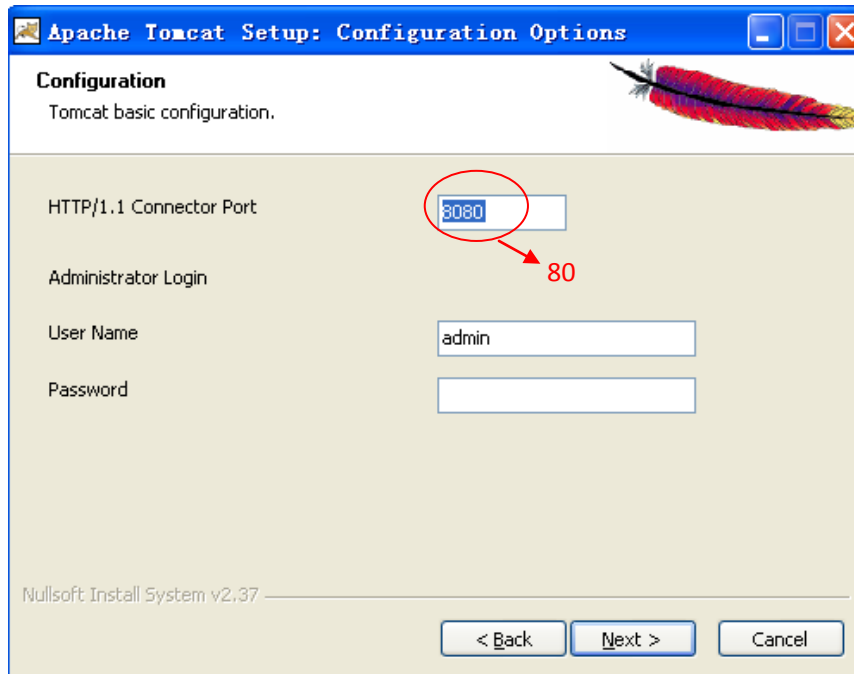 Apache Tomcat Setup: Configuration Options
Configuration
Tomcat basic configuration.
HTTP/1.1 Connector Port
8080
80
Administrator Login
User Name
admin
Password
Nullsoft Install System v2.37
< Back
Next >
Cancel